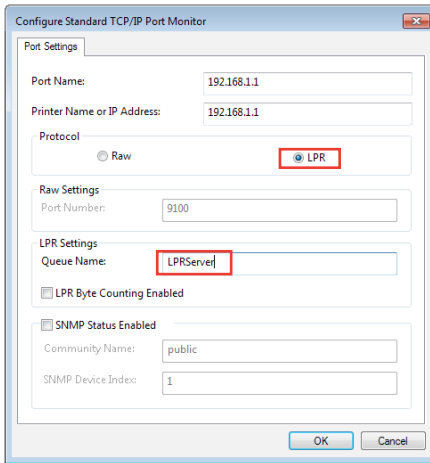 Configure Standard TCP/IP Port Monitor
Port Settings
Port Name: 192.168.1.1
Printer Name or IP Address: 192.168.1.1
Protocol
Raw LPR
Raw Settings
Port Number: 9100
LPR Settings
Queue Name: LPRServer
LPR Byte Counting Enabled
SNMP Status Enabled
Community Name: public
SNMP Device Index: 1
OK Cancel